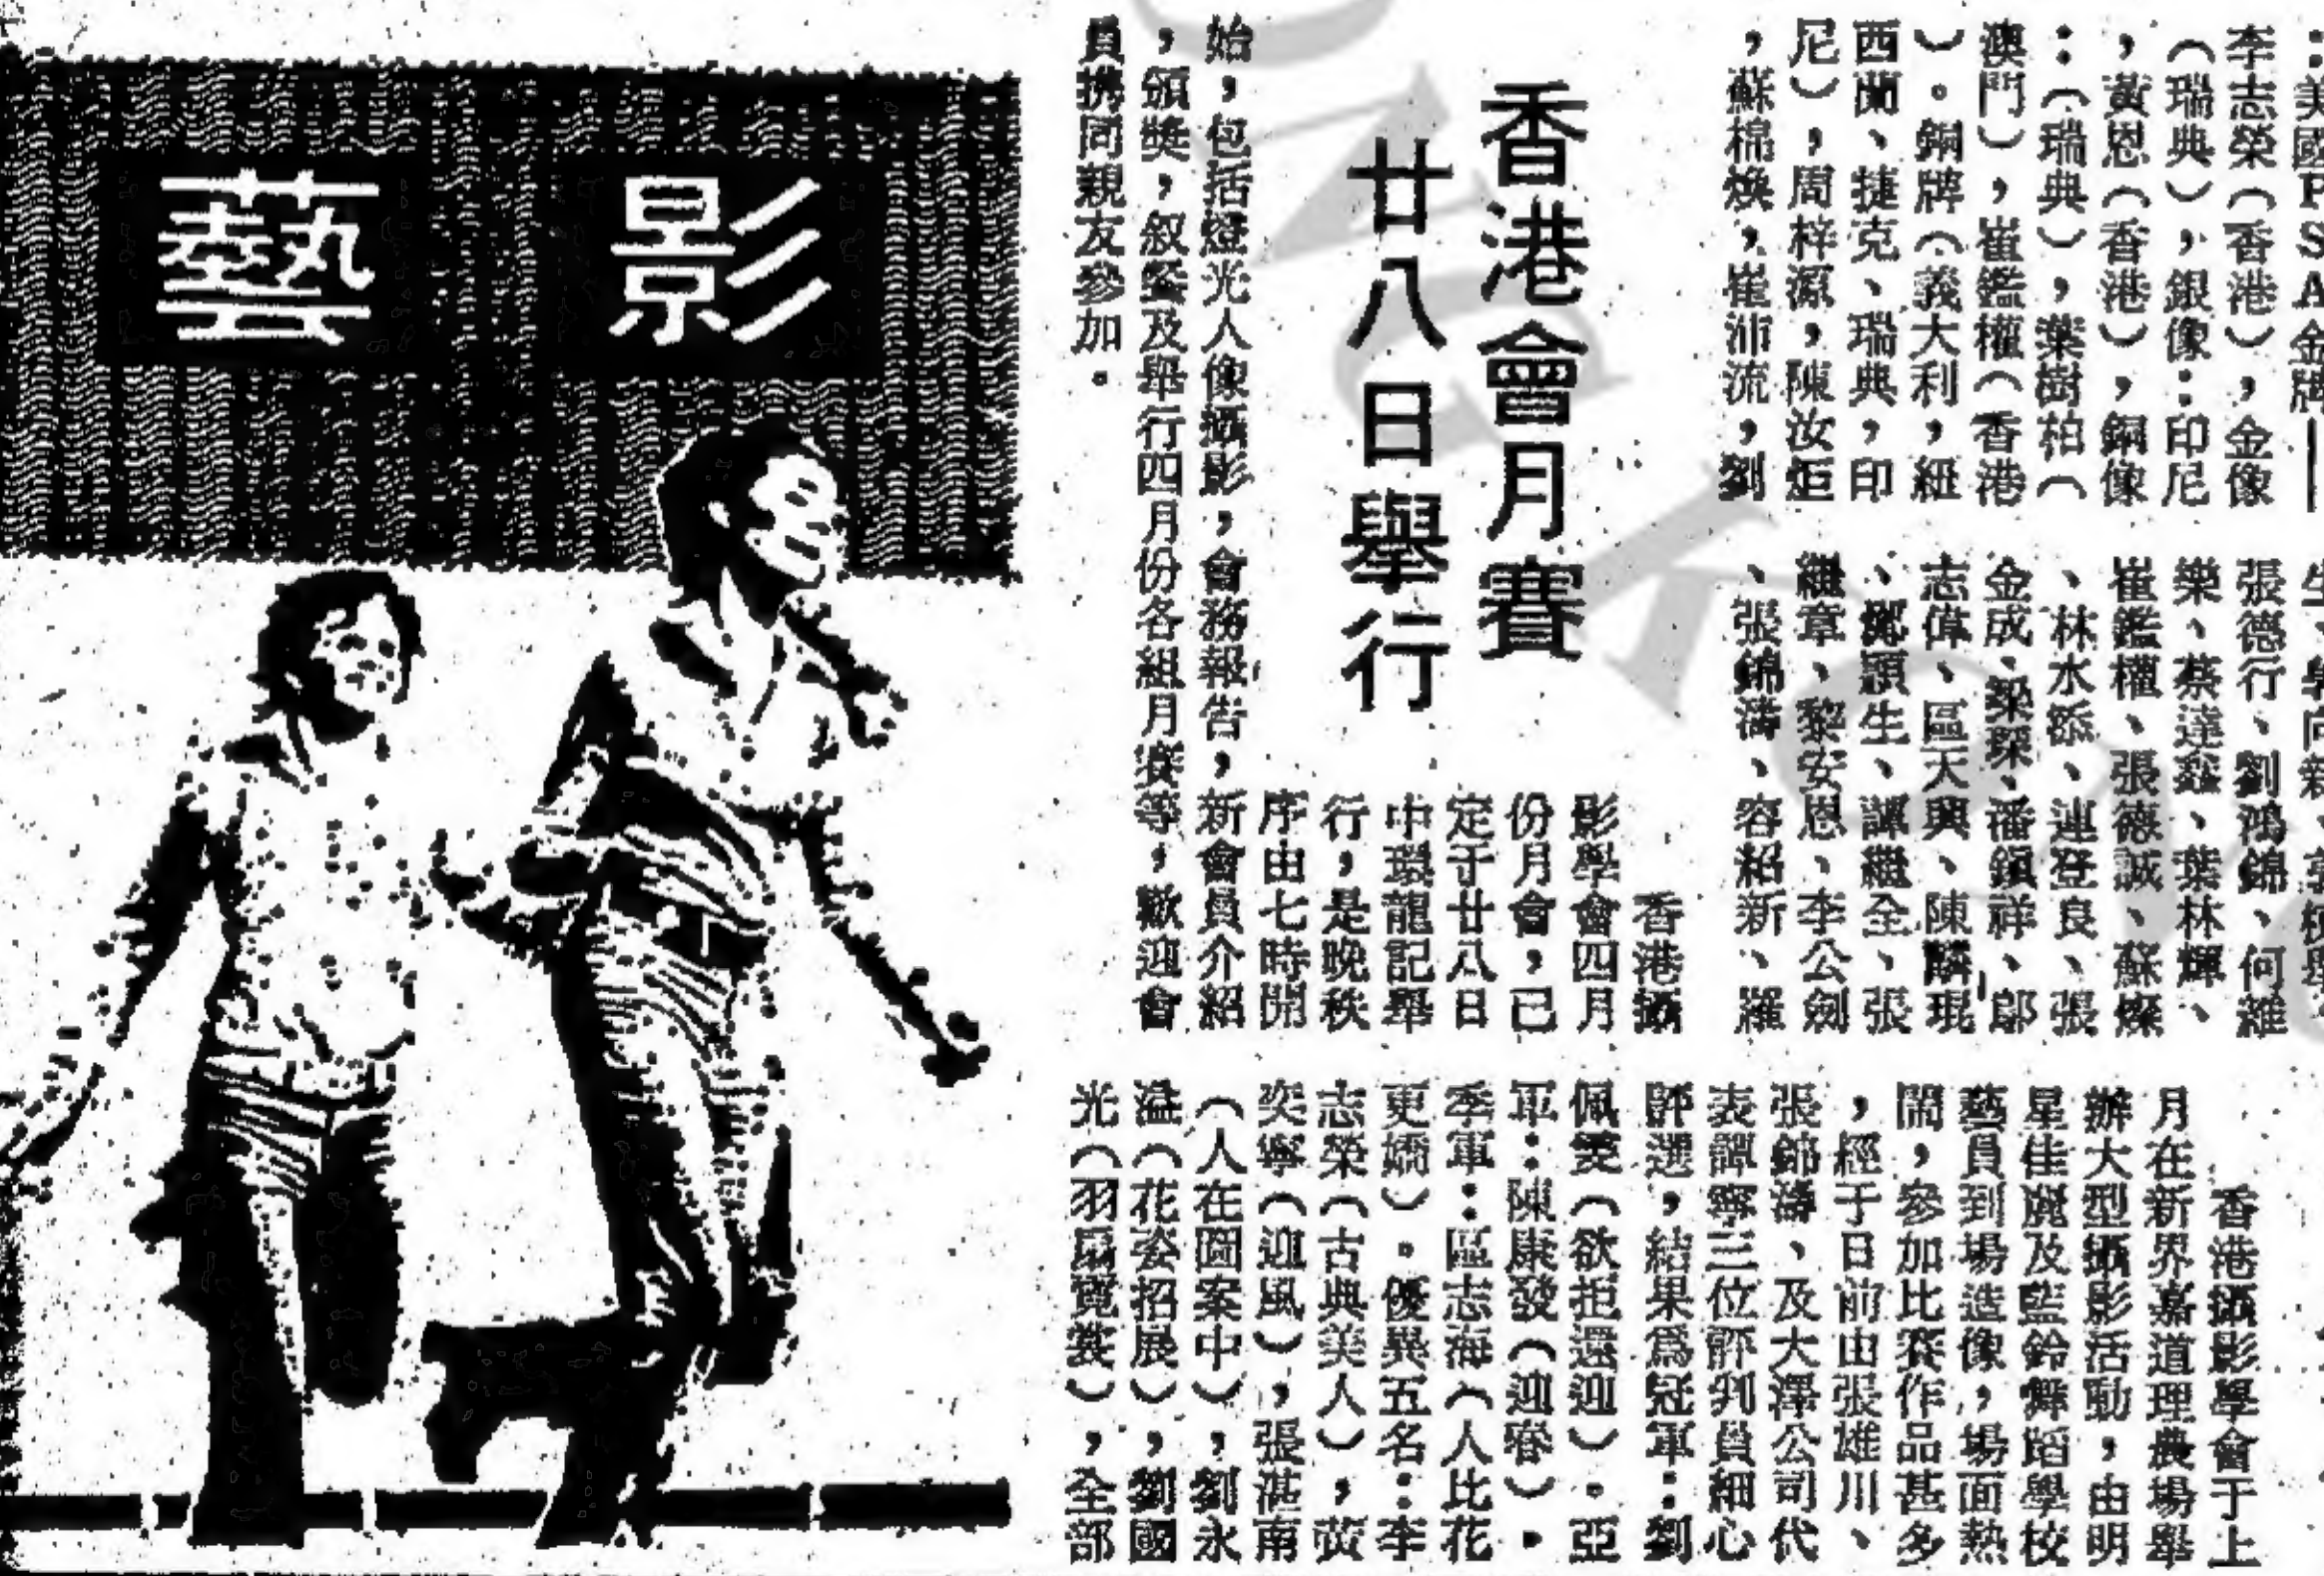 影藝
：美國PSA金牌——
李志榮（香港），金像
（瑞典），銀像：印尼
，黃恩（香港），銅像
：（瑞典），葉樹柏（
澳門），崔鑑權（香港
）。銅牌（義大利，紐
西蘭、捷克、瑞典，印
尼），周梓源，陳汝炬
，蘇棉煥，崔沛流，劉
張德行、劉鴻錦、何維
樂、蔡達鑫、葉林輝、
崔鑑權、張德誠、蘇燦
、林水添、連登良、張
金成、梁琛、潘鎮祥、鄔
志偉、區天興、陳麟琨
、鄭顯生、譚繼全、張
繼章、黎安恩、李公劍
、張錦濤、容紹新、羅
香港會月賽
廿八日舉行
香港攝
影學會四月
份月會，已
定于廿八日
中環龍記舉
行，是晚秩
序由七時開
始，包括燈光人像攝影，會務報告，新會員介紹
，頒獎，叙餐及舉行四月份各組月賽等，歡迎會
員携同親友參加。
香港攝影學會于上
月在新界嘉道理農場舉
辦大型攝影活動，由明
星佳麗及藍鈴舞蹈學校
藝員到場造像，場面熱
鬧，參加比賽作品甚多
，經于日前由張雄川、
張錦濤、及大澤公司代
表譚寧三位評判員細心
評選，結果爲冠軍：劉
佩雯（欲拒還迎）．亞
軍：陳康發（迎春）．
季軍：區志海（人比花
更嬌）。優異五名：李
志榮（古典美人），黃
奕寧（迎風），張湛南
（人在圖案中），劉永
溢（花姿招展），劉國
光（羽扇霓裳），全部